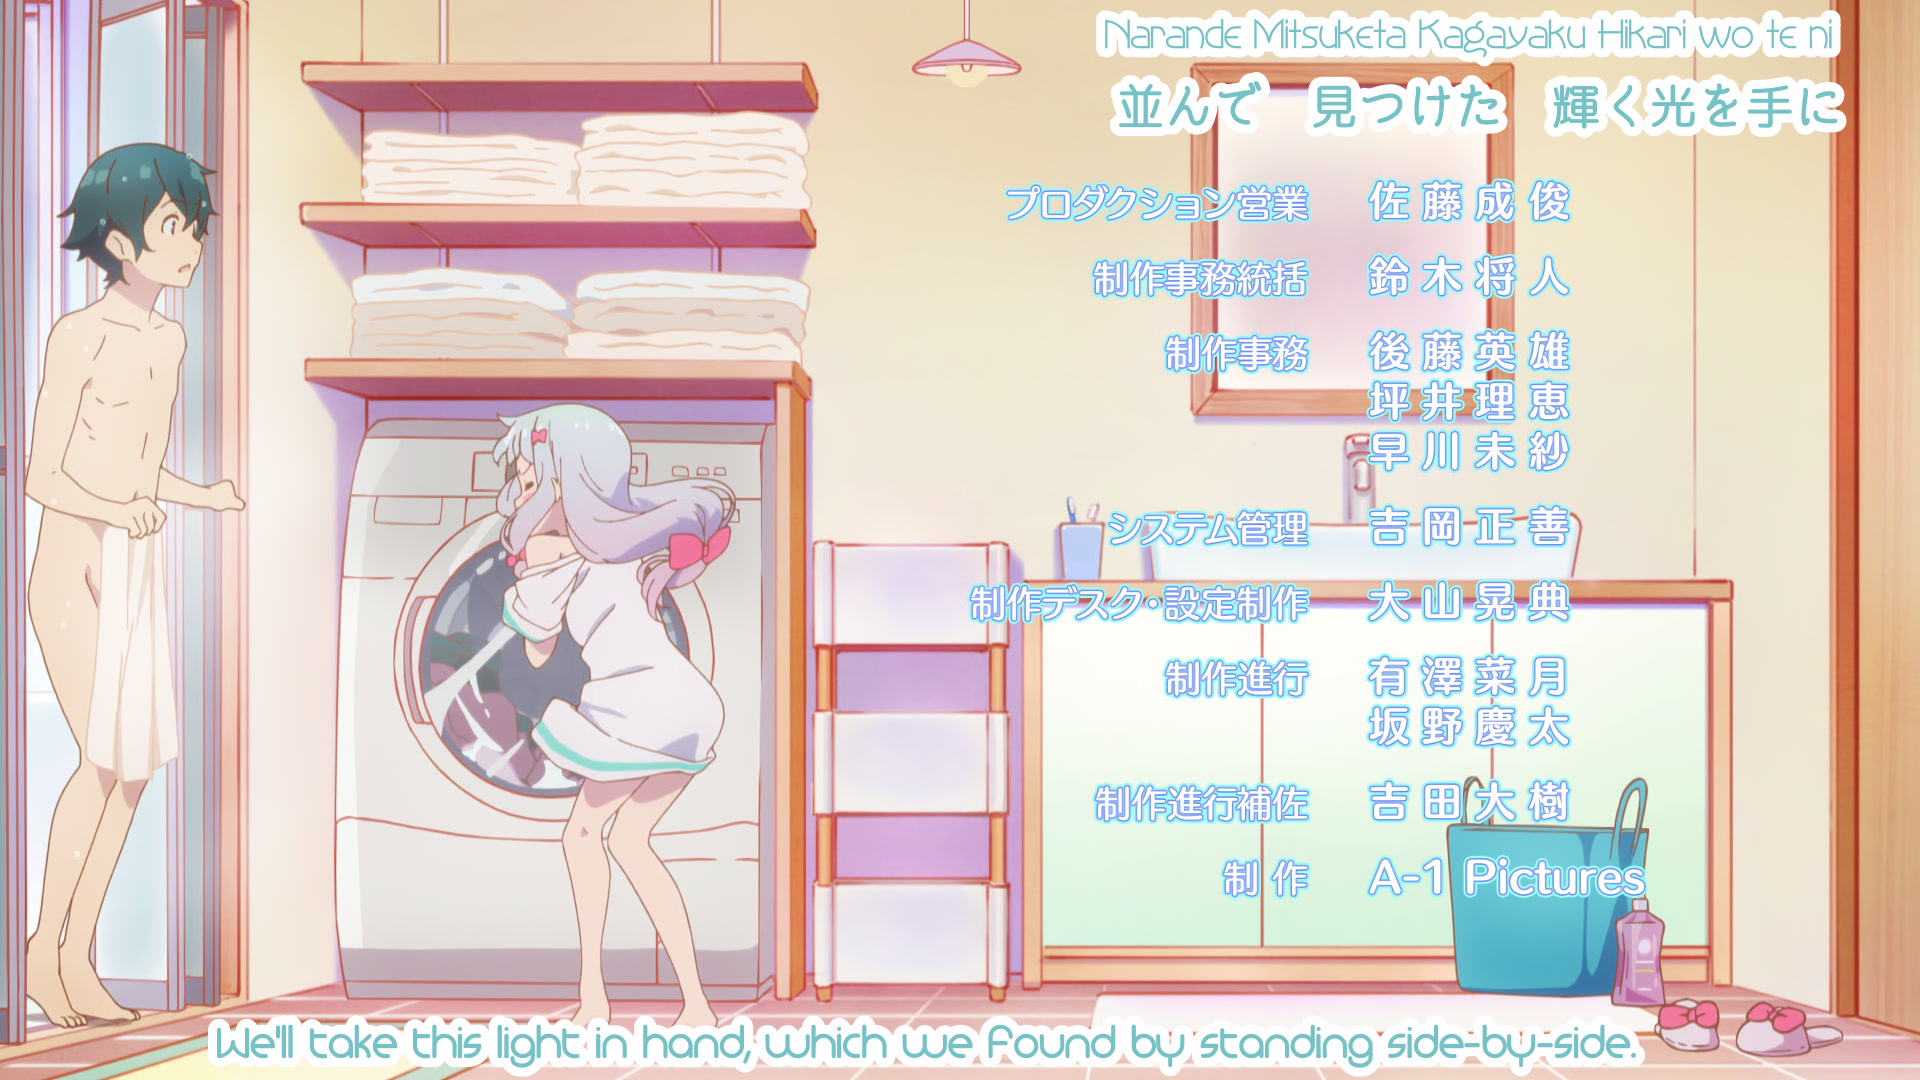 Narande Mitsuketa Kagayaku Hikari wo te ni
並んで　見つけた　輝く光を手に
プロダクション営業　佐藤成俊
制作事務統括　鈴木将人
制作事務　後藤英雄
坪井理恵
早川未紗
システム管理　吉岡正善
制作デスク・設定制作　大山晃典
制作進行　有澤菜月
坂野慶太
制作進行補佐　吉田大樹
制作　A-1 Pictures
We'll take this light in hand, which we found by standing side-by-side.